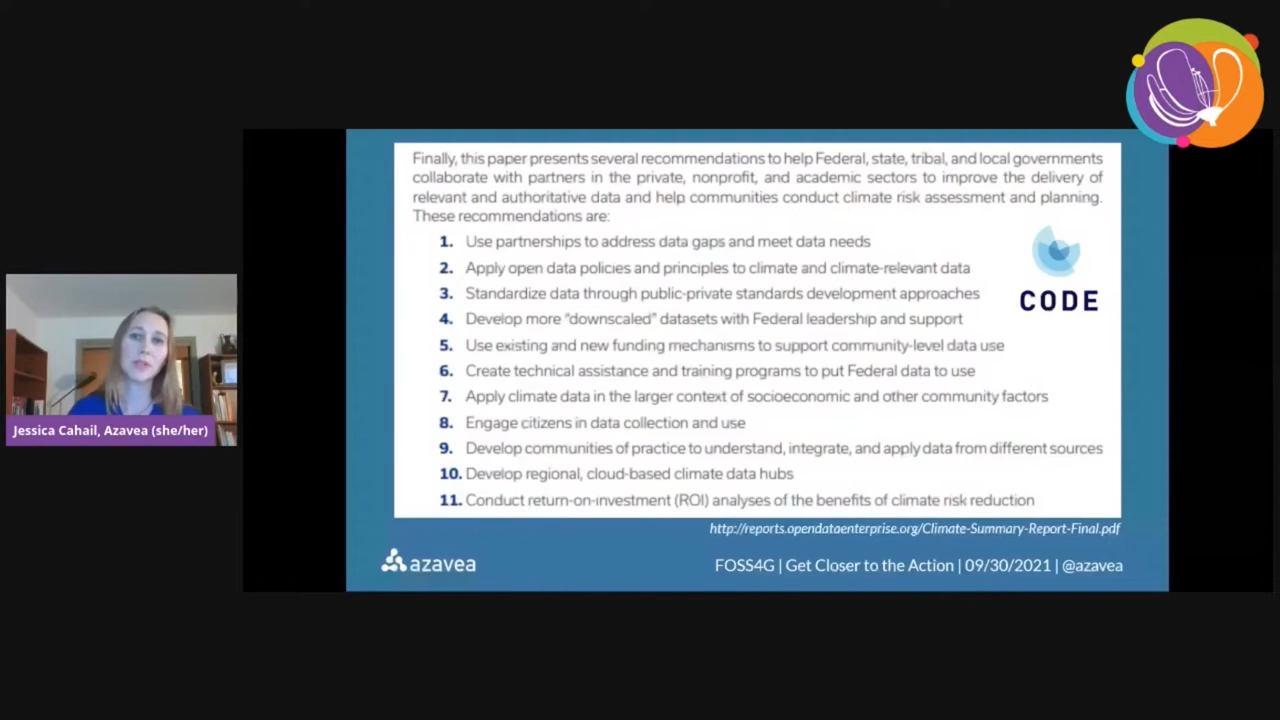 Finally, this paper presents several recommendations to help Federal, state, tribal, and local governments
collaborate with partners in the private, nonprofit, and academic sectors to improve the delivery of
relevant and authoritative data and help communities conduct climate risk assessment and planning.
These recommendations are:
1. Use partnerships to address data gaps and meet data needs
2. Apply open data policies and principles to climate and climate-relevant data
3. Standardize data through public-private standards development approaches
4. Develop more “downscaled” datasets with Federal leadership and support
5. Use existing and new funding mechanisms to support community-level data use
6. Create technical assistance and training programs to put Federal data to use
7. Apply climate data in the larger context of socioeconomic and other community factors
8. Engage citizens in data collection and use
9. Develop communities of practice to understand, integrate, and apply data from different sources
10. Develop regional, cloud-based climate data hubs
11. Conduct return-on-investment (ROI) analyses of the benefits of climate risk reduction
CODE
http://reports.opendataenterprise.org/Climate-Summary-Report-Final.pdf
azavea
FOSS4G | Get Closer to the Action | 09/30/2021 | @azavea
Jessica Cahail, Azavea (she/her)